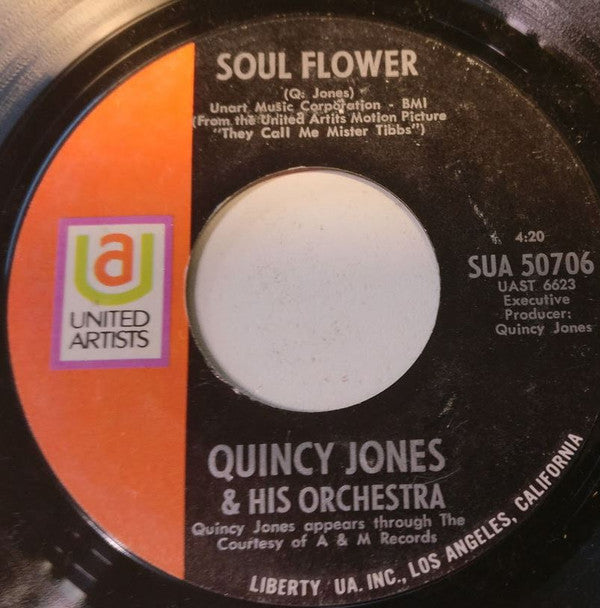 SOUL FLOWER
(Q. Jones)
Unart Music Corporation - BMI
(From the United Artits Motion Picture
"They Call Me Mister Tibbs")
4:20
SUA 50706
UAST 6623
Executive
Producer:
Quincy Jones
ua
UNITED
ARTISTS
QUINCY JONES
& HIS ORCHESTRA
Quincy Jones appears through The
Courtesy of A & M Records
LIBERTY UA. INC., LOS ANGELES, CALIFORNIA